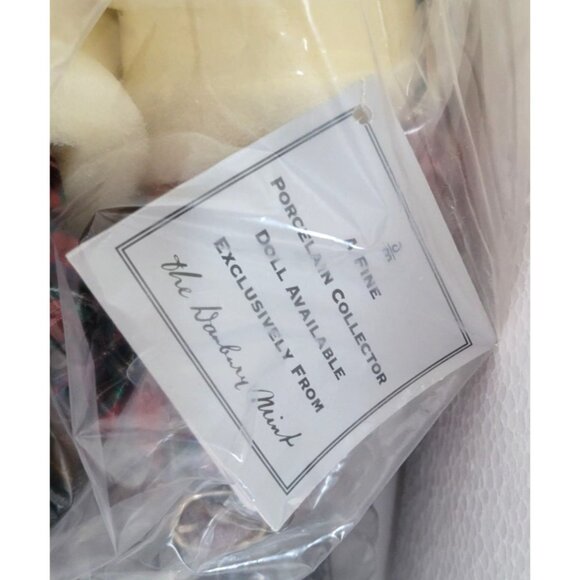 A FINE
PORCELAIN COLLECTOR
DOLL AVAILABLE
EXCLUSIVELY FROM
the Danbury Mint